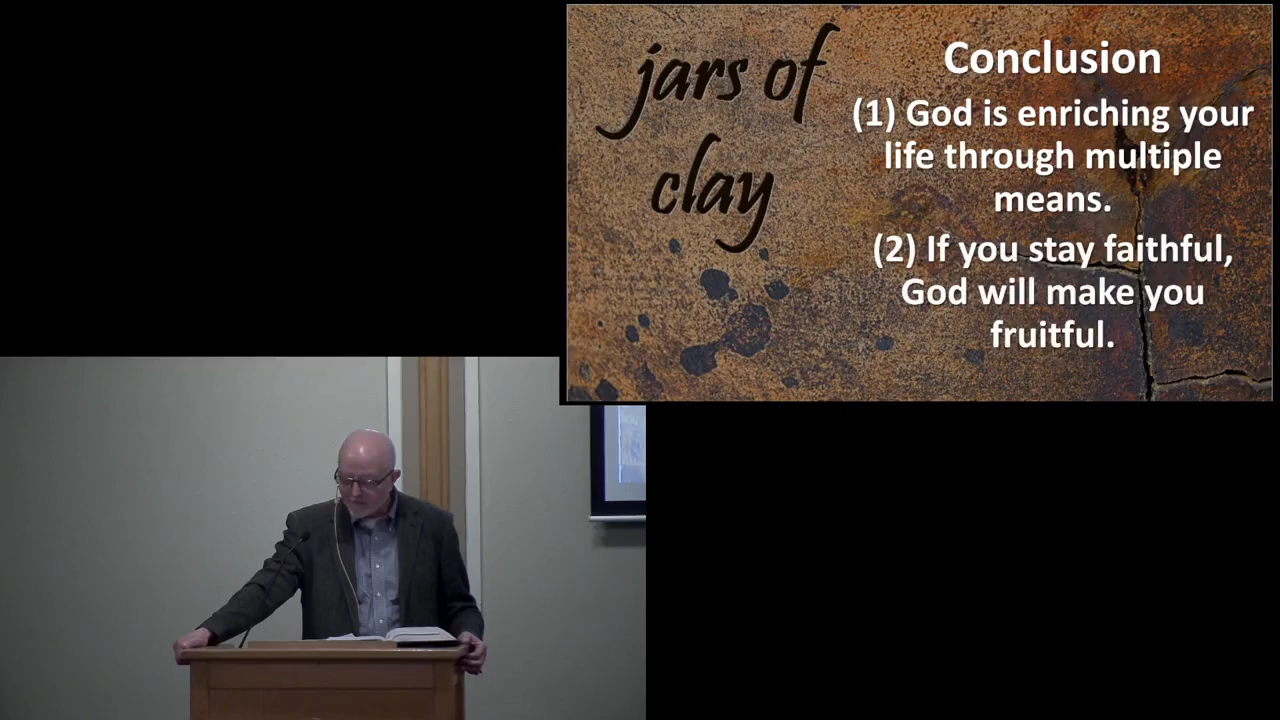 jars of
clay
Conclusion
(1) God is enriching your
life through multiple
means.
(2) If you stay faithful,
God will make you
fruitful.